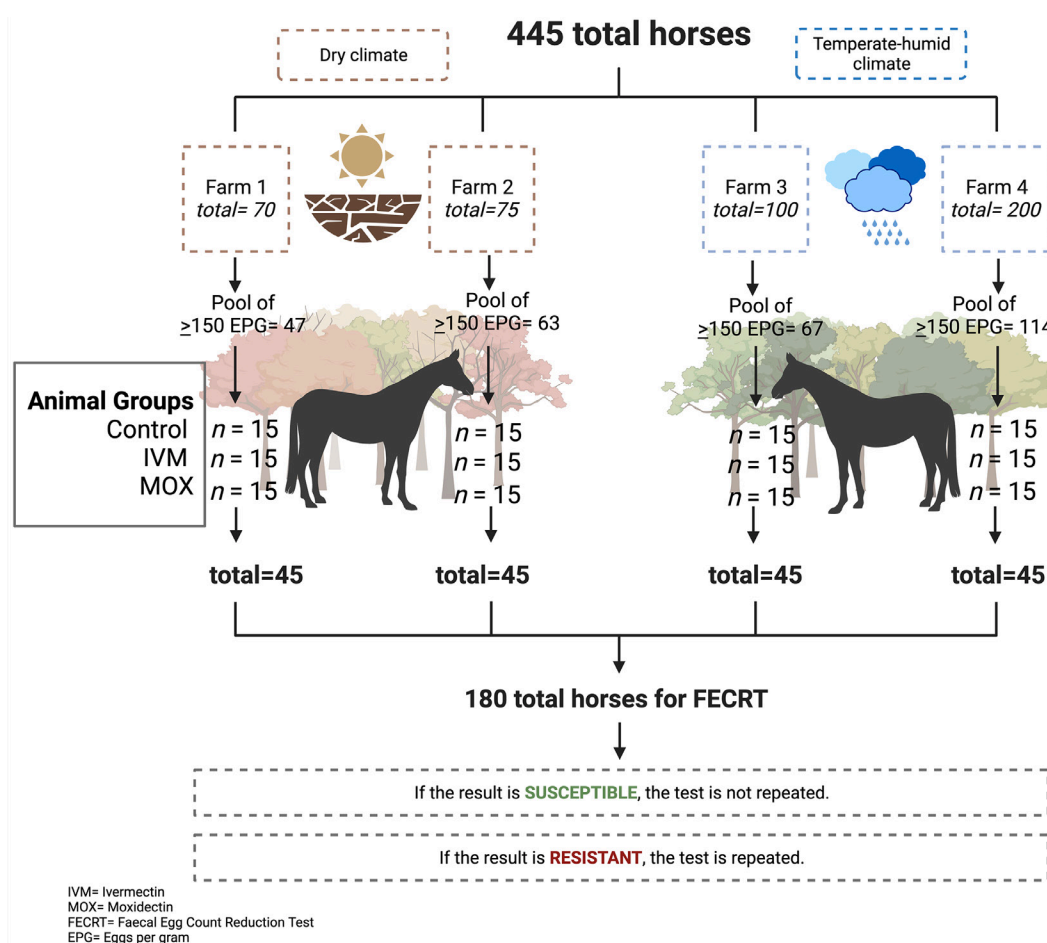 445 total horses
Dry climate
Temperate-humid
climate
Farm 1
total= 70
Farm 2
total=75
Farm 3
total=100
Farm 4
total= 200
Pool of
≥150 EPG= 47
Pool of
≥150 EPG= 63
Pool of
≥150 EPG= 67
Pool of
≥150 EPG= 114
Animal Groups
Control
IVM
MOX
n = 15
n = 15
n = 15
n = 15
n = 15
n = 15
n = 15
n = 15
n = 15
n = 15
n = 15
n = 15
total=45
total=45
total=45
total=45
180 total horses for FECRT
If the result is SUSCEPTIBLE, the test is not repeated.
If the result is RESISTANT, the test is repeated.
IVM= Ivermectin
MOX= Moxidectin
FECRT= Faecal Egg Count Reduction Test
EPG= Eggs per gram